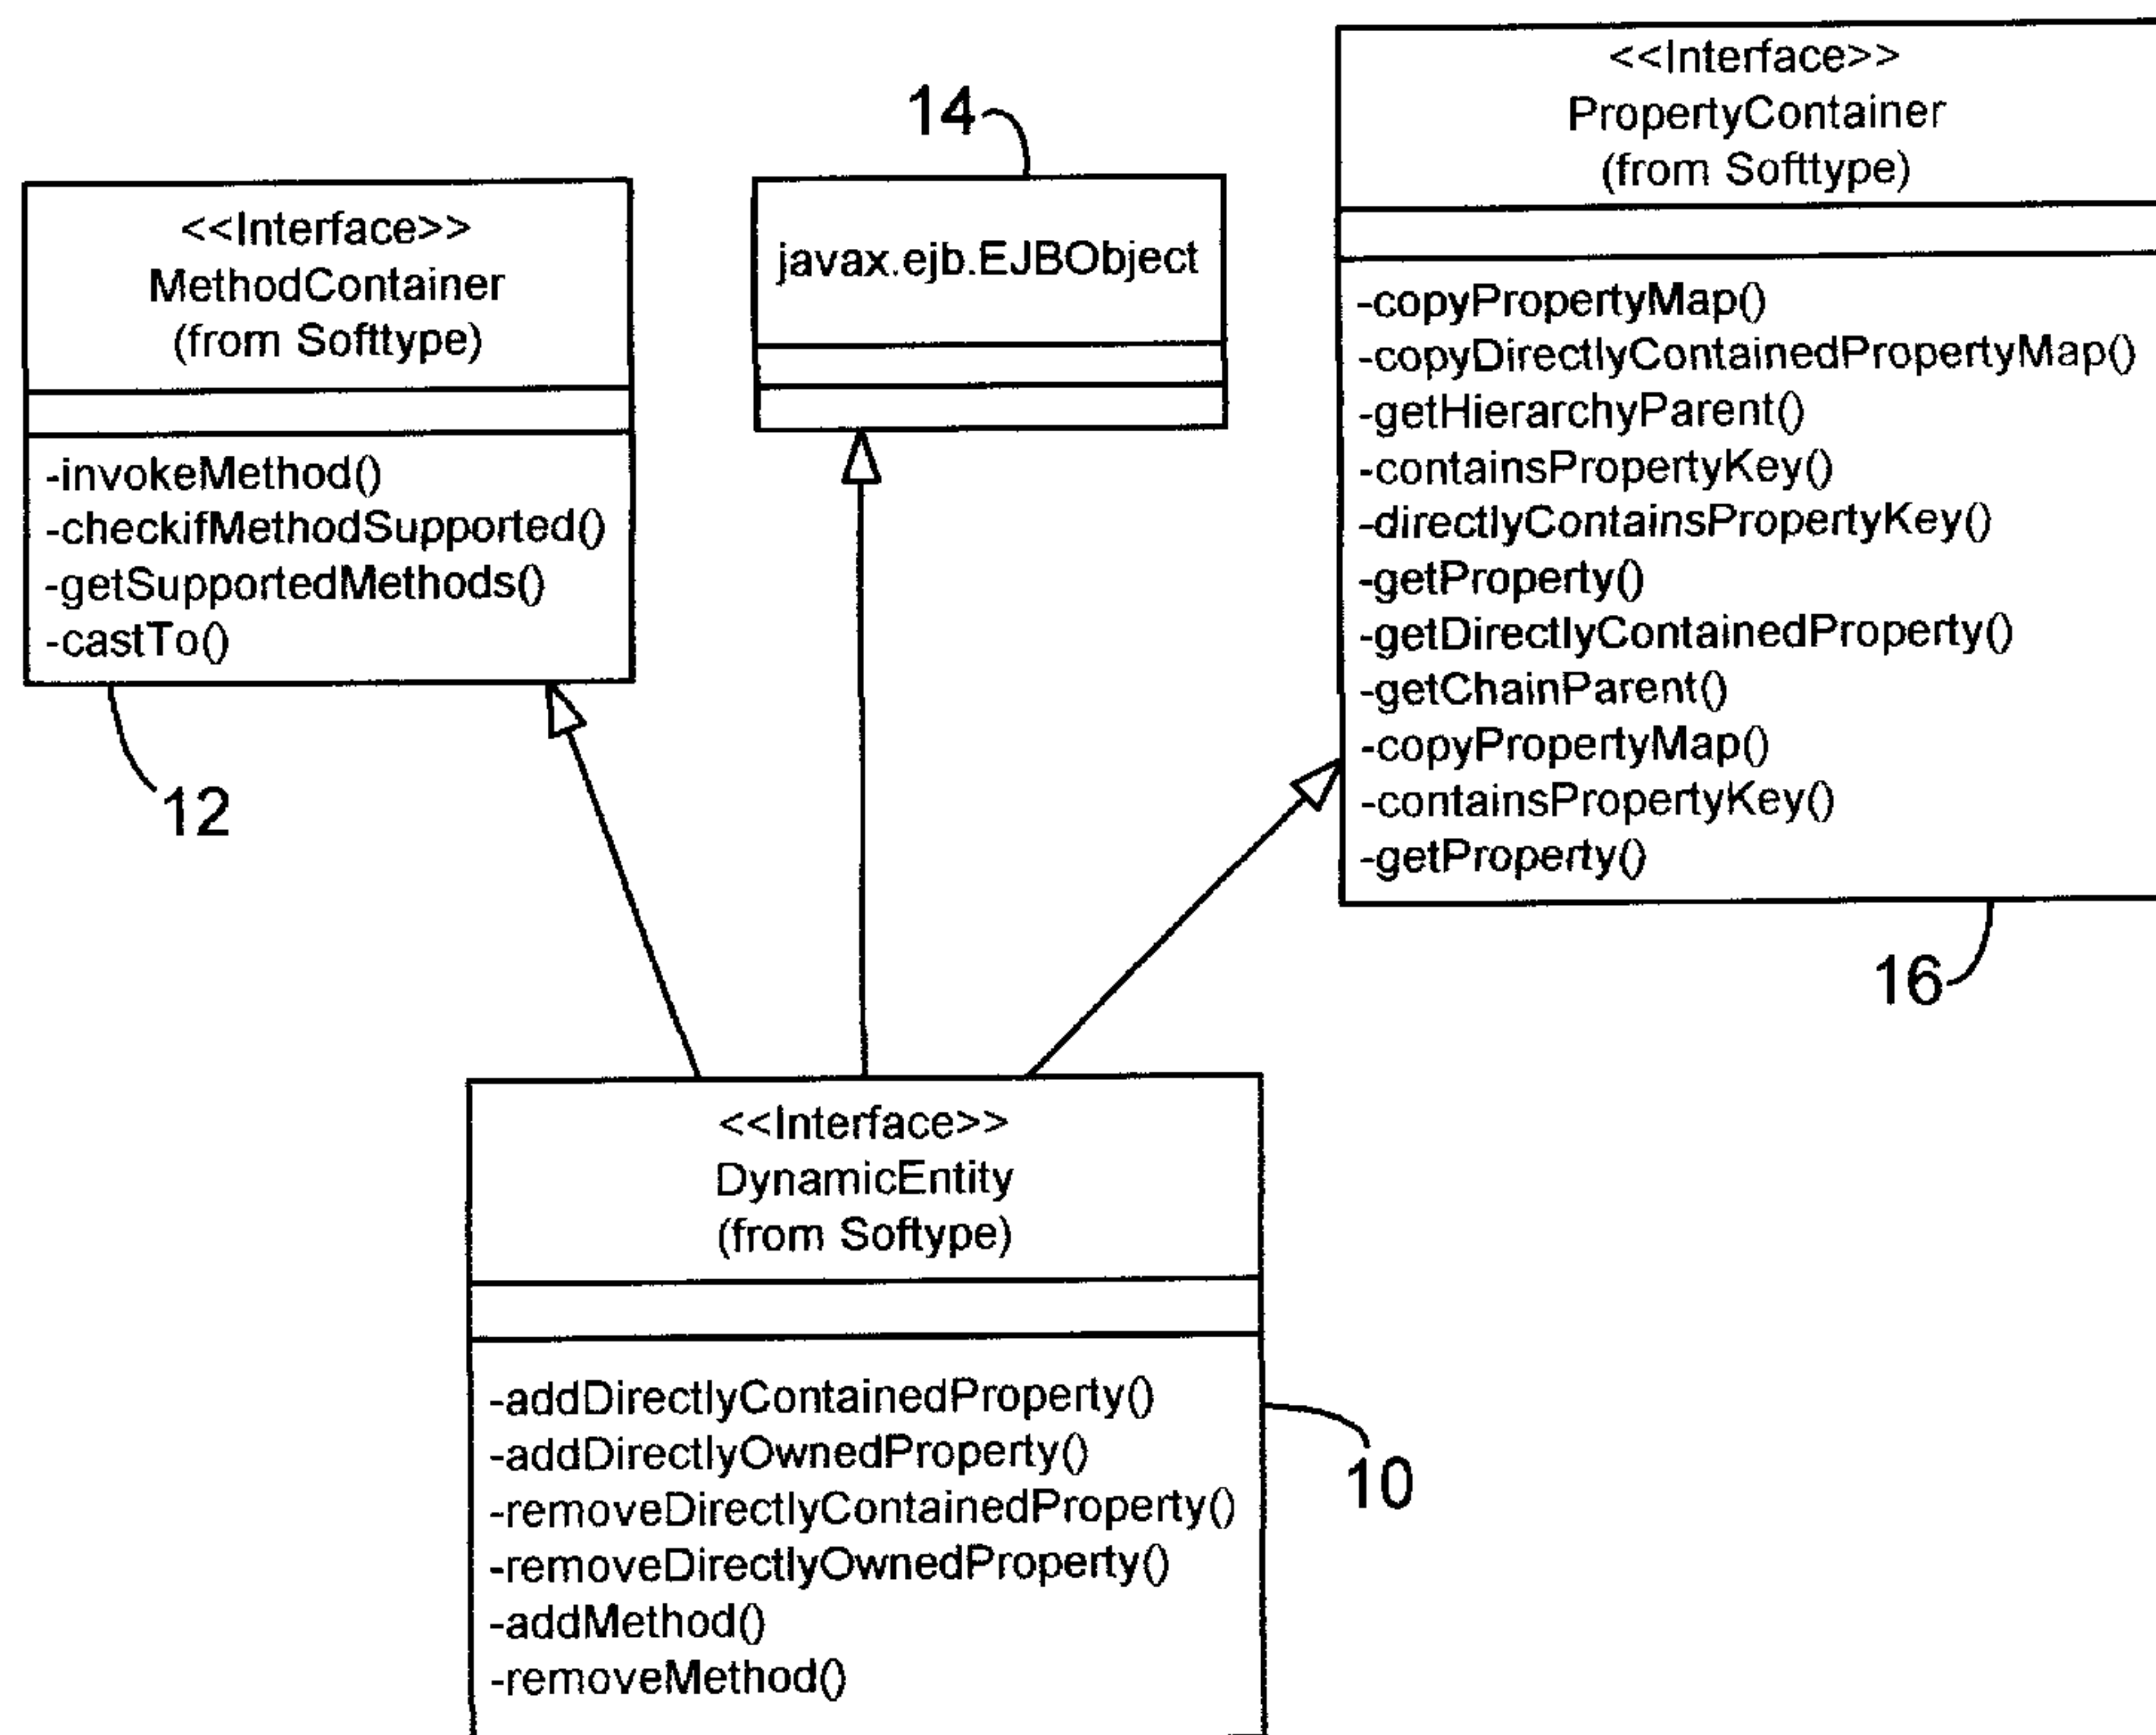 <<Interface>>
MethodContainer
(from Softtype)
-invokeMethod()
-checkifMethodSupported()
-getSupportedMethods()
-castTo()
12
14
javax.ejb.EJBObject
<<Interface>>
PropertyContainer
(from Softtype)
-copyPropertyMap()
-copyDirectlyContainedPropertyMap()
-getHierarchyParent()
-containsPropertyKey()
-directlyContainsPropertyKey()
-getProperty()
-getDirectlyContainedProperty()
-getChainParent()
-copyPropertyMap()
-containsPropertyKey()
-getProperty()
16
<<Interface>>
DynamicEntity
(from Softype)
-addDirectlyContainedProperty()
-addDirectlyOwnedProperty()
-removeDirectlyContainedProperty()
-removeDirectlyOwnedProperty()
-addMethod()
-removeMethod()
10